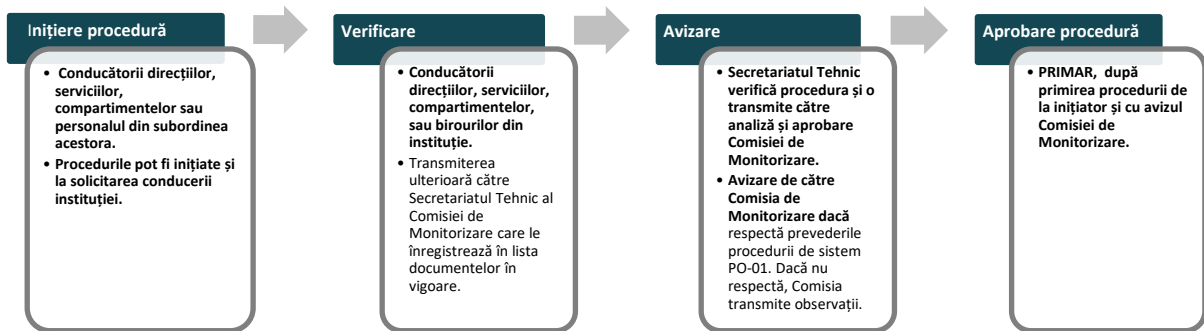 Inițiere procedură
• Conducătorii direcțiilor,
serviciilor,
compartimentelor sau
personalul din subordinea
acestora.
• Procedurile pot fi inițiate și
la solicitarea conducerii
instituției.
Verificare
• Conducătorii
direcțiilor, serviciilor,
compartimentelor,
sau birourilor din
instituție.
• Transmiterea
ulterioară către
Secretariatul Tehnic al
Comisiei de
Monitorizare care le
înregistrează în lista
documentelor în
vigoare.
Avizare
• Secretariatul Tehnic
verifică procedura și o
transmite către
analiză și aprobare
Comisiei de
Monitorizare.
• Avizare de către
Comisia de
Monitorizare dacă
respectă prevederile
procedurii de sistem
PO-01. Dacă nu
respectă, Comisia
transmite observații.
Aprobare procedură
• PRIMAR, după
primirea procedurii de
la inițiator și cu avizul
Comisiei de
Monitorizare.